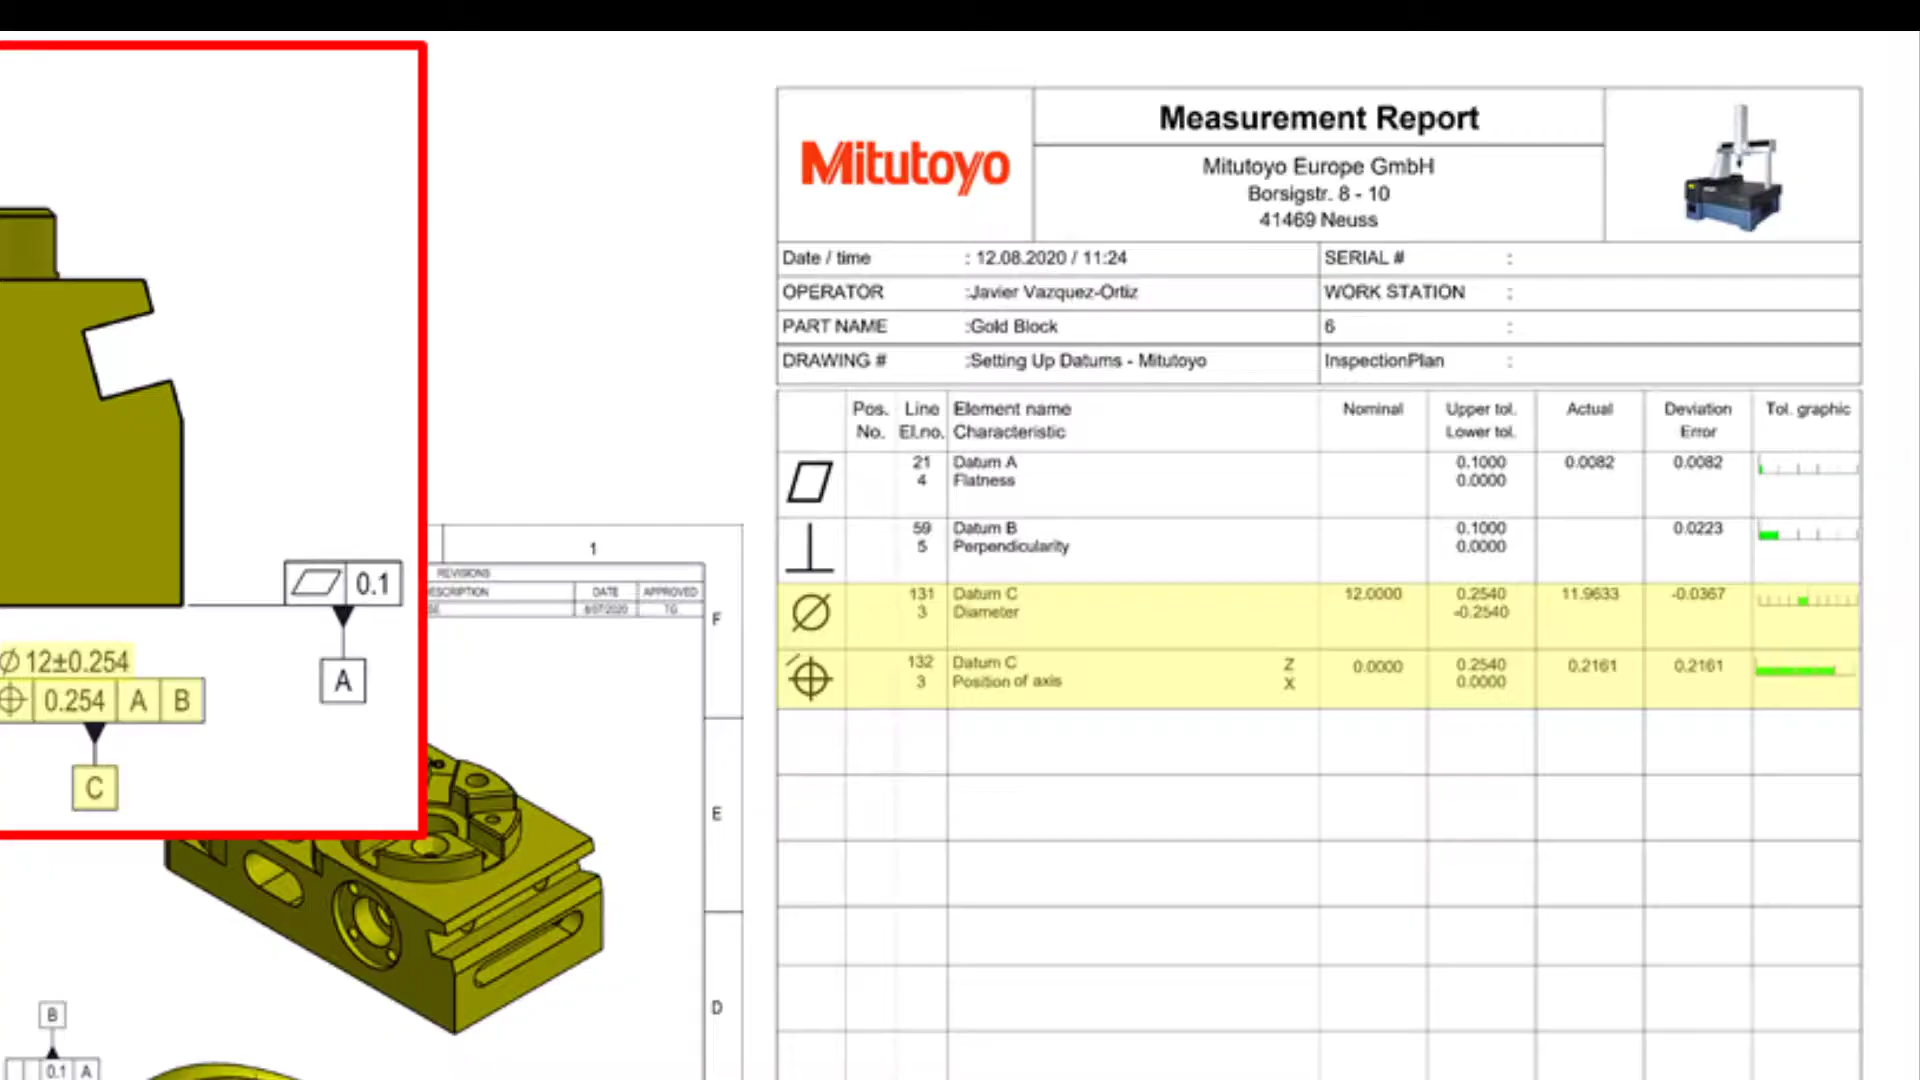 Mitutoyo
Measurement Report
Mitutoyo Europe GmbH
Borsigstr. 8 - 10
41469 Neuss
Date / time : 12.08.2020 / 11:24 SERIAL # :
OPERATOR :Javier Vazquez-Ortiz WORK STATION :
PART NAME :Gold Block 6 :
DRAWING # :Setting Up Datums - Mitutoyo InspectionPlan :
Pos. Line Element name Nominal Upper tol. Actual Deviation Tol. graphic
No. El.no. Characteristic Lower tol. Error
21 Datum A 0.1000 0.0082 0.0082
4 Flatness 0.0000
59 Datum B 0.1000 0.0223
5 Perpendicularity 0.0000
131 Datum C 12.0000 0.2540 11.9633 -0.0367
3 Diameter -0.2540
132 Datum C Z 0.0000 0.2540 0.2161 0.2161
3 Position of axis X 0.0000
0.1
A
Ø 12±0.254
0.254 A B
C
1
REVISIONS
ESCRIPTION DATE APPROVED
8/07/2020 TG
F
E
D
B
0.1 A